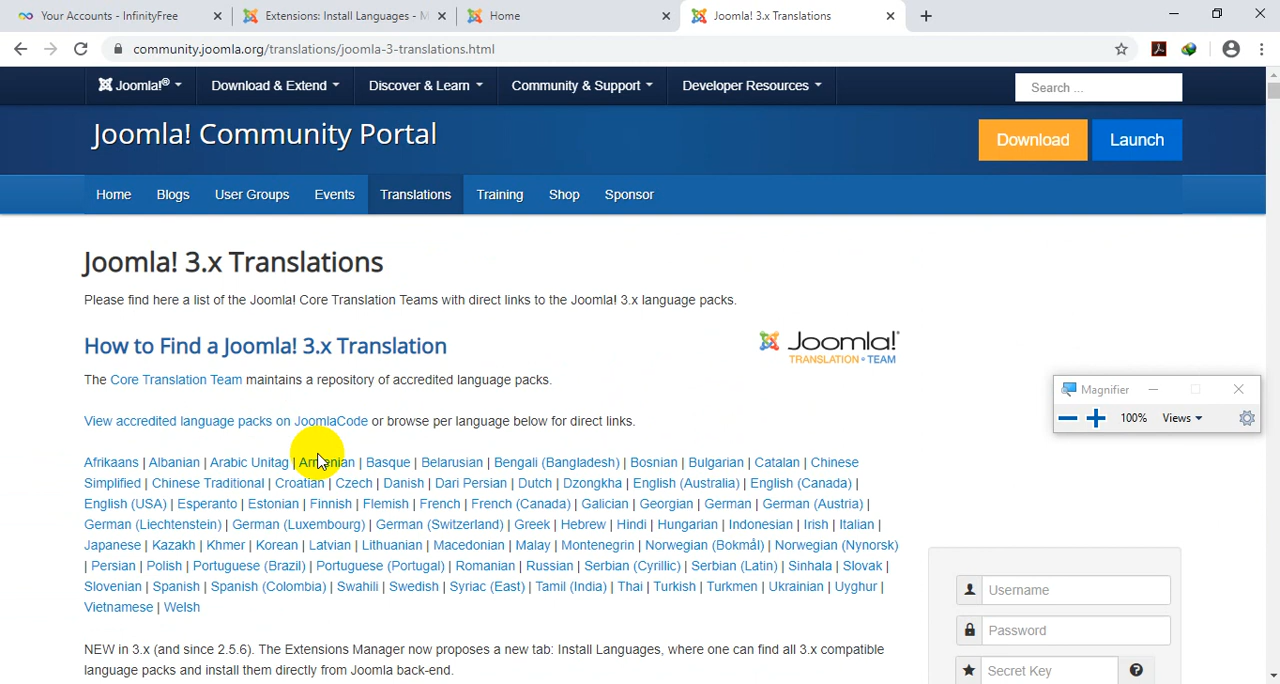 Your Accounts - InfinityFree
Extensions: Install Languages - M
Home
Joomla! 3.x Translations
community.joomla.org/translations/joomla-3-translations.html
Joomla!® Download & Extend Discover & Learn Community & Support Developer Resources Search ...
Joomla! Community Portal
Download Launch
Home Blogs User Groups Events Translations Training Shop Sponsor
Joomla! 3.x Translations
Please find here a list of the Joomla! Core Translation Teams with direct links to the Joomla! 3.x language packs.
How to Find a Joomla! 3.x Translation
Joomla!
TRANSLATION TEAM
The Core Translation Team maintains a repository of accredited language packs.
View accredited language packs on JoomlaCode or browse per language below for direct links.
Magnifier
100% Views
Afrikaans | Albanian | Arabic Unitag | Armenian | Basque | Belarusian | Bengali (Bangladesh) | Bosnian | Bulgarian | Catalan | Chinese
Simplified | Chinese Traditional | Croatian | Czech | Danish | Dari Persian | Dutch | Dzongkha | English (Australia) | English (Canada) |
English (USA) | Esperanto | Estonian | Finnish | Flemish | French | French (Canada) | Galician | Georgian | German | German (Austria) |
German (Liechtenstein) | German (Luxembourg) | German (Switzerland) | Greek | Hebrew | Hindi | Hungarian | Indonesian | Irish | Italian |
Japanese | Kazakh | Khmer | Korean | Latvian | Lithuanian | Macedonian | Malay | Montenegrin | Norwegian (Bokmål) | Norwegian (Nynorsk)
| Persian | Polish | Portuguese (Brazil) | Portuguese (Portugal) | Romanian | Russian | Serbian (Cyrillic) | Serbian (Latin) | Sinhala | Slovak |
Slovenian | Spanish | Spanish (Colombia) | Swahili | Swedish | Syriac (East) | Tamil (India) | Thai | Turkish | Turkmen | Ukrainian | Uyghur |
Vietnamese | Welsh
NEW in 3.x (and since 2.5.6). The Extensions Manager now proposes a new tab: Install Languages, where one can find all 3.x compatible
language packs and install them directly from Joomla back-end.
Username
Password
Secret Key